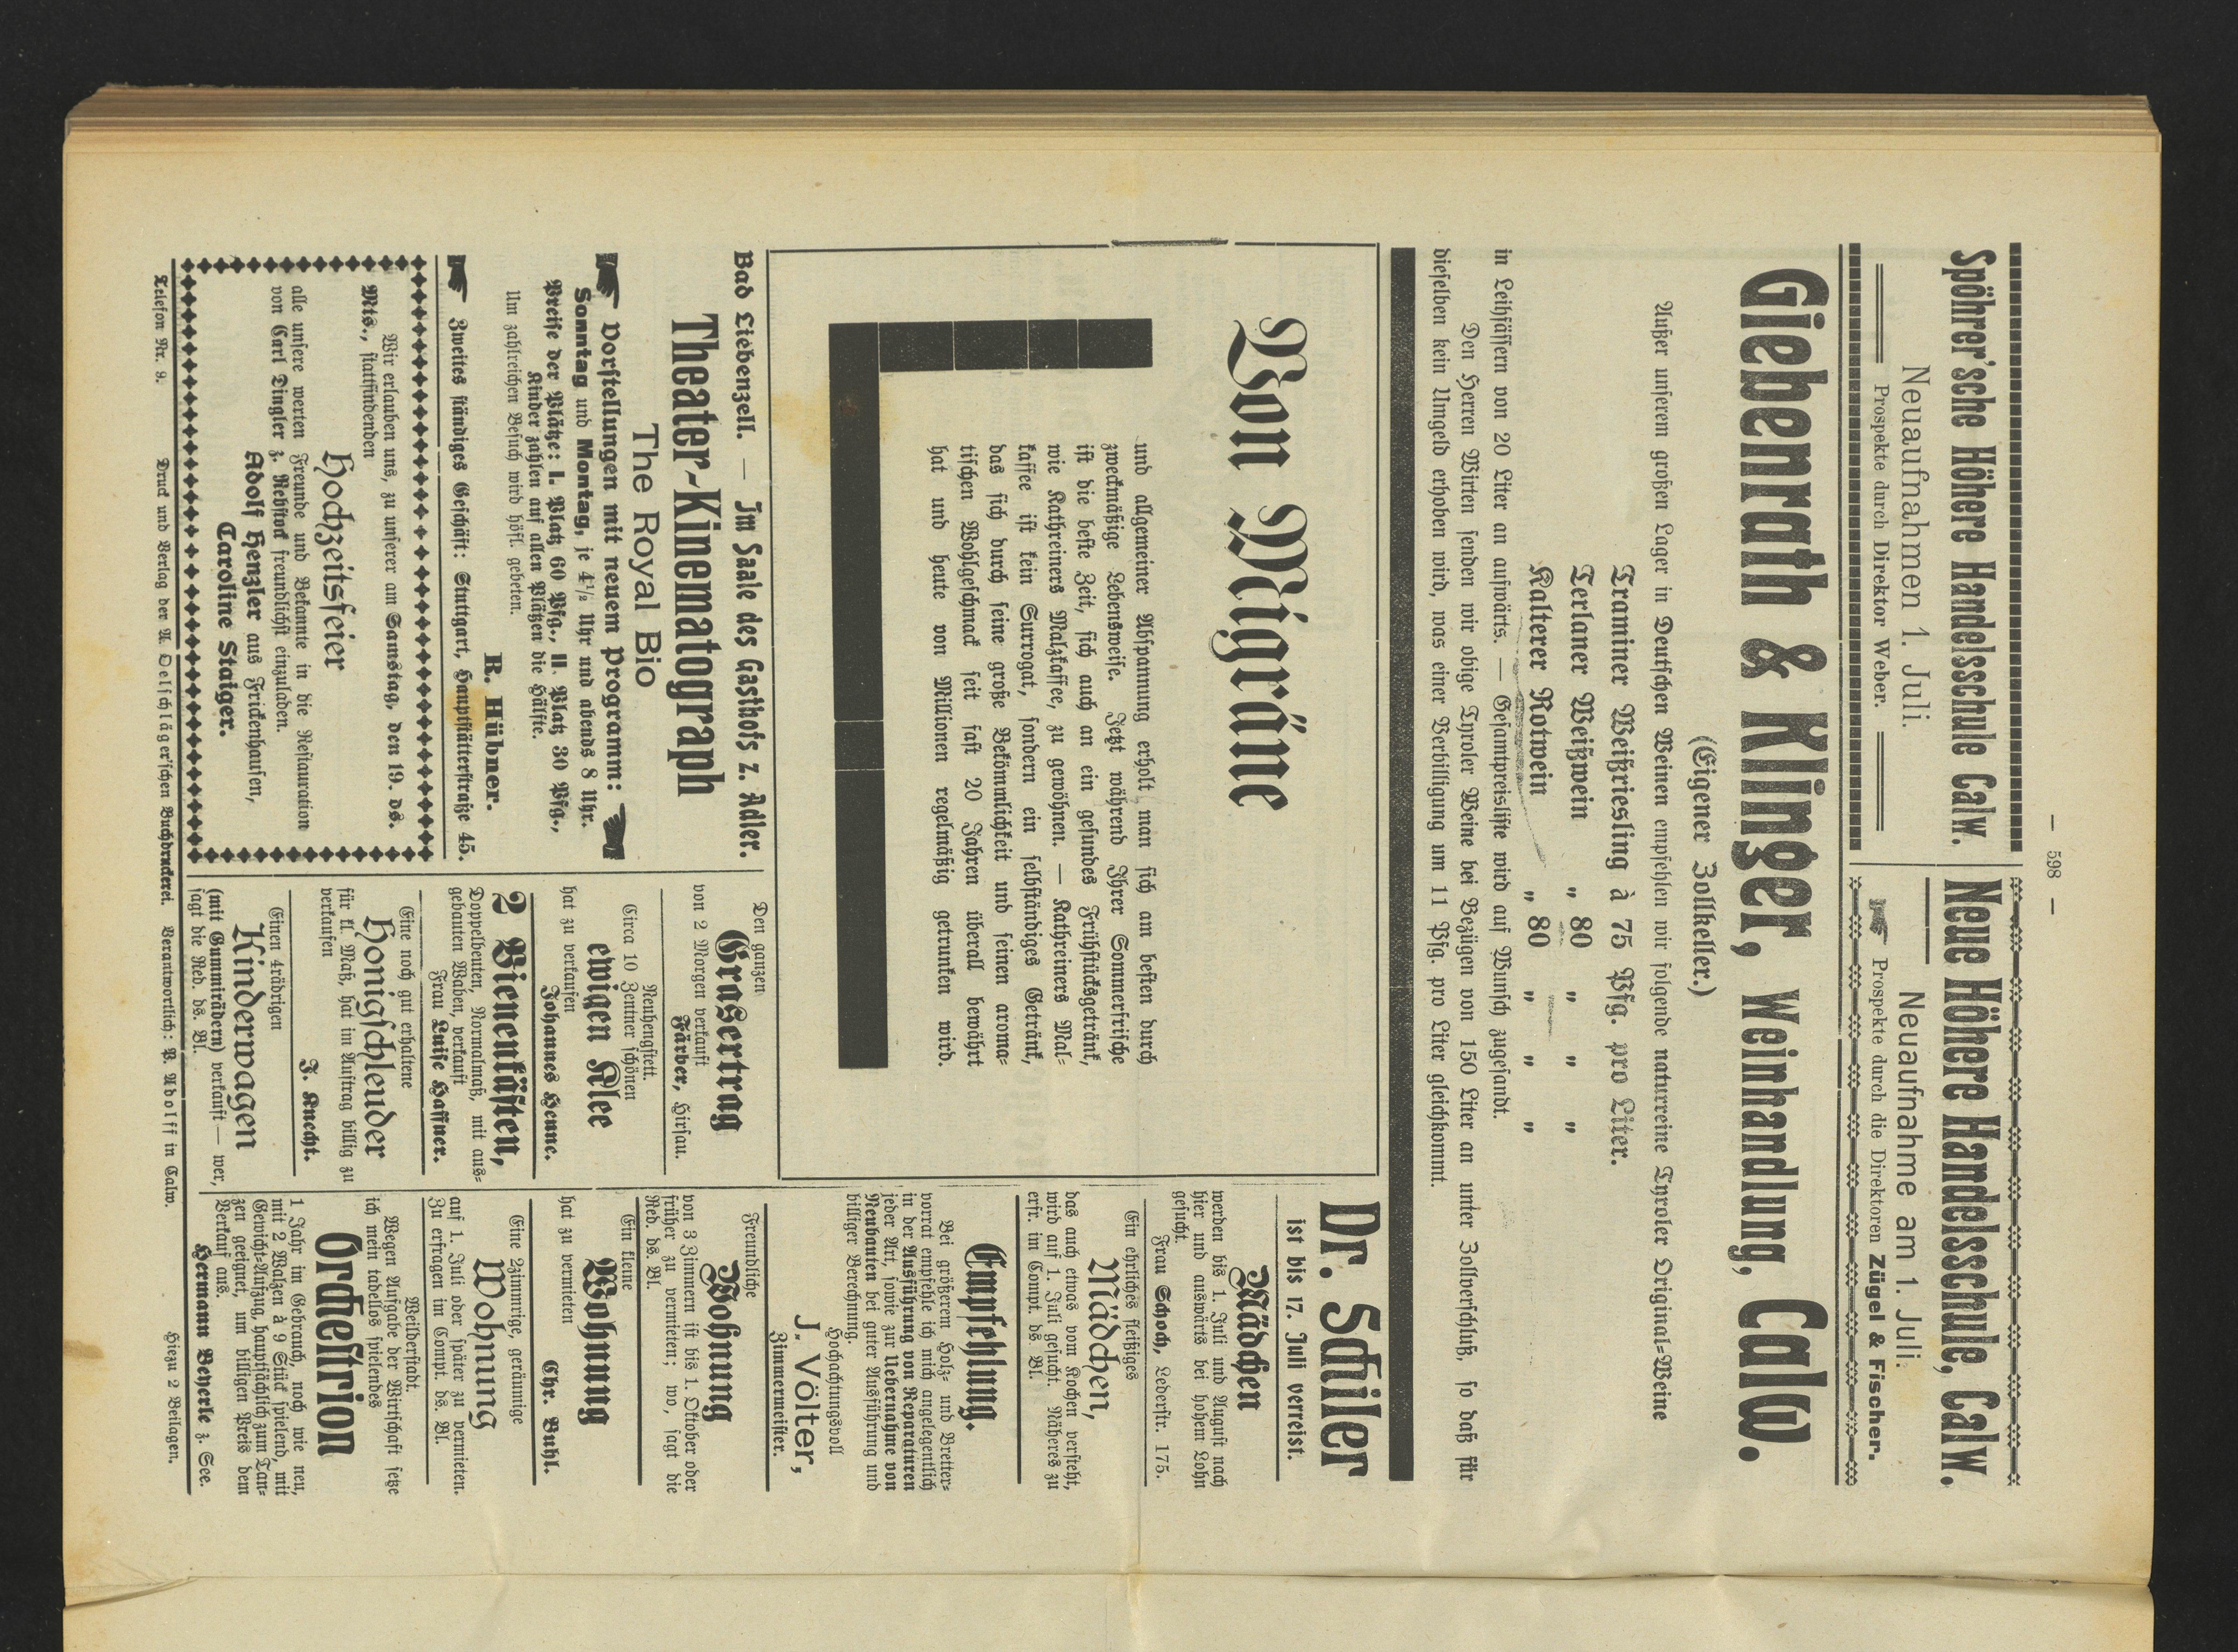 — 598 —
Spöhrer'sche Höhere Handelsschule Calw.
Neuaufnahmen 1. Juli.
Prospekte durch Direktor Weber.
Neue Höhere Handelsschule, Calw.
Neuaufnahme am 1. Juli.
Prospekte durch die Direktoren Zügel & Fischer.
Giebenrath & Klinger, Weinhandlung, Calw.
(Eigener Zollkeller.)
Außer unserem großen Lager in Deutschen Weinen empfehlen wir folgende naturreine Tyroler Original-Weine
Traminer Weißriesling à 75 Pfg. pro Liter.
Terlaner Weißwein „ 80 „ „ „
Kalterer Rotwein „ 80 „ „ „
in Leihfässern von 20 Liter an aufwärts. — Gesamtpreisliste wird auf Wunsch zugesandt.
Den Herren Wirten senden wir obige Tyroler Weine bei Bezügen von 150 Liter an unter Zollverschluß, so daß für
dieselben kein Umgeld erhoben wird, was einer Verbilligung um 11 Pfg. pro Liter gleichkommt.
Von Migräne
und allgemeiner Abspannung erholt man sich am besten durch
zweckmäßige Lebensweise. Jetzt während Ihrer Sommerfrische
ist die beste Zeit, sich auch an ein gesundes Frühstücksgetränk,
wie Kathreiners Malzkaffee, zu gewöhnen. — Kathreiners Mal-
kaffee ist kein Surrogat, sondern ein selbständiges Getränk,
das sich durch seine große Bekömmlichkeit und seinen aroma-
tischen Wohlgeschmack seit fast 20 Jahren überall bewährt
hat und heute von Millionen regelmäßig getrunken wird.
Dr. Schiler
ist bis 17. Juli verreist.
Mädchen
werden bis 1. Juli und August nach
hier und auswärts bei hohem Lohn
gesucht.
Frau Schoch, Lederstr. 175.
Ein ehrliches fleißiges
Mädchen,
das auch etwas vom Kochen versteht,
wird auf 1. Juli gesucht. Näheres zu
erfr. im Compt. ds. Bl.
Empfehlung.
Bei größerem Holz- und Bretter-
vorrat empfehle ich mich angelegentlich
in der Ausführung von Reparaturen
jeder Art, sowie zur Uebernahme von
Neubauten bei guter Ausführung und
billiger Berechnung.
Hochachtungsvoll
J. Völter,
Zimmermeister.
Bad Liebenzell. — Im Saale des Gasthofs z. Adler.
Theater-Kinematograph
The Royal Bio
Vorstellungen mit neuem Programm:
Sonntag und Montag, je 4½ Uhr und abends 8 Uhr.
Preise der Plätze: I. Platz 60 Pfg., II. Platz 30 Pfg.,
Kinder zahlen auf allen Plätzen die Hälfte.
Um zahlreichen Besuch wird höfl. gebeten.
R. Hübner.
Zweites ständiges Geschäft: Stuttgart, Hauptstätterstraße 45.
Wir erlauben uns, zu unserer am Samstag, den 19. ds.
Mts., stattfindenden
Hochzeitsfeier
alle unsere werten Freunde und Bekannte in die Restauration
von Carl Dingler z. Rebstock freundlichst einzuladen.
Adolf Henzler aus Frickenhausen,
Caroline Staiger.
Den ganzen
Grasertrag
von 2 Morgen verkauft
Färber, Hirsau.
Neuhengstett.
Circa 10 Zentner schönen
ewigen Klee
hat zu verkaufen
Johannes Henne.
2 Bienenkästen,
Doppelbeuten, Normalmaß, mit aus-
gebauten Waben, verkauft
Frau Luise Haffner.
Eine noch gut erhaltene
Honigschleuder
für kl. Maß, hat im Auftrag billig zu
verkaufen
J. Knecht.
Einen 4rädrigen
Kinderwagen
(mit Gummirädern) verkauft — wer,
sagt die Red. ds. Bl.
Freundliche
Wohnung
von 3 Zimmern ist bis 1. Oktober oder
früher zu vermieten; wo, sagt die
Red. ds. Bl.
Ein kleine
Wohnung
hat zu vermieten
Chr. Buhl.
Eine 2zimmrige, geräumige
Wohnung
auf 1. Juli oder später zu vermieten.
Zu erfragen im Compt. ds. Bl.
Weilderstadt.
Wegen Aufgabe der Wirtschaft setze
ich mein tadellos spielendes
Orchestrion
1 Jahr im Gebrauch, noch wie neu,
mit 2 Walzen à 9 Stück spielend, mit
Gewicht-Aufzug, hauptsächlich zum Tan-
zen geeignet, um billigen Preis dem
Verkauf aus.
Hermann Beyerle z. See.
Telefon Nr. 9.
Druck und Verlag der A. Oelschläger'schen Buchdruckerei. Verantwortlich: P. Adolff in Calw.
Hiezu 2 Beilagen.